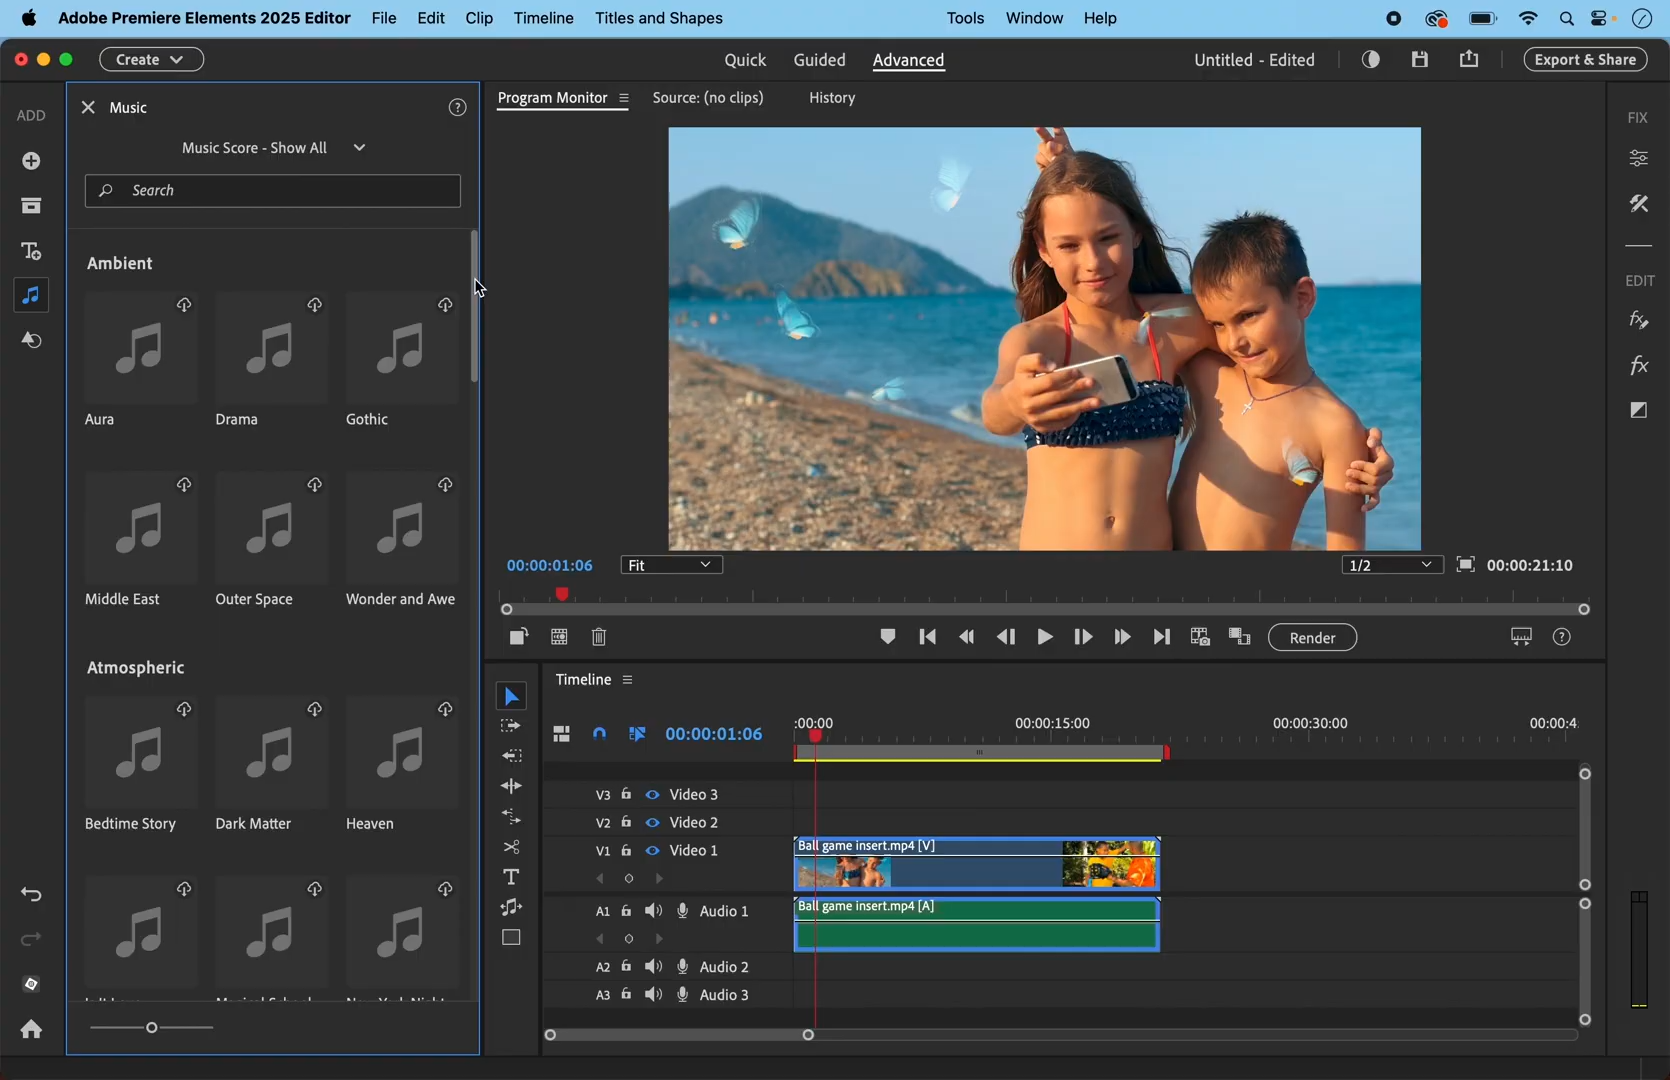 Adobe Premiere Elements 2025 Editor File Edit Clip Timeline Titles and Shapes Tools Window Help
Create Quick Guided Advanced Untitled - Edited Export & Share
ADD
Music
Music Score - Show All
Search
Ambient
Aura Drama Gothic
Middle East Outer Space Wonder and Awe
Atmospheric
Bedtime Story Dark Matter Heaven
Program Monitor Source: (no clips) History
00:00:01:06 Fit 1/2 00:00:21:10
Render
Timeline
00:00:01:06
:00:00 00:00:15:00 00:00:30:00 00:00:4
V3 Video 3
V2 Video 2
V1 Video 1
Ball game insert.mp4 [V]
A1 Audio 1
Ball game insert.mp4 [A]
A2 Audio 2
A3 Audio 3
FIX
EDIT